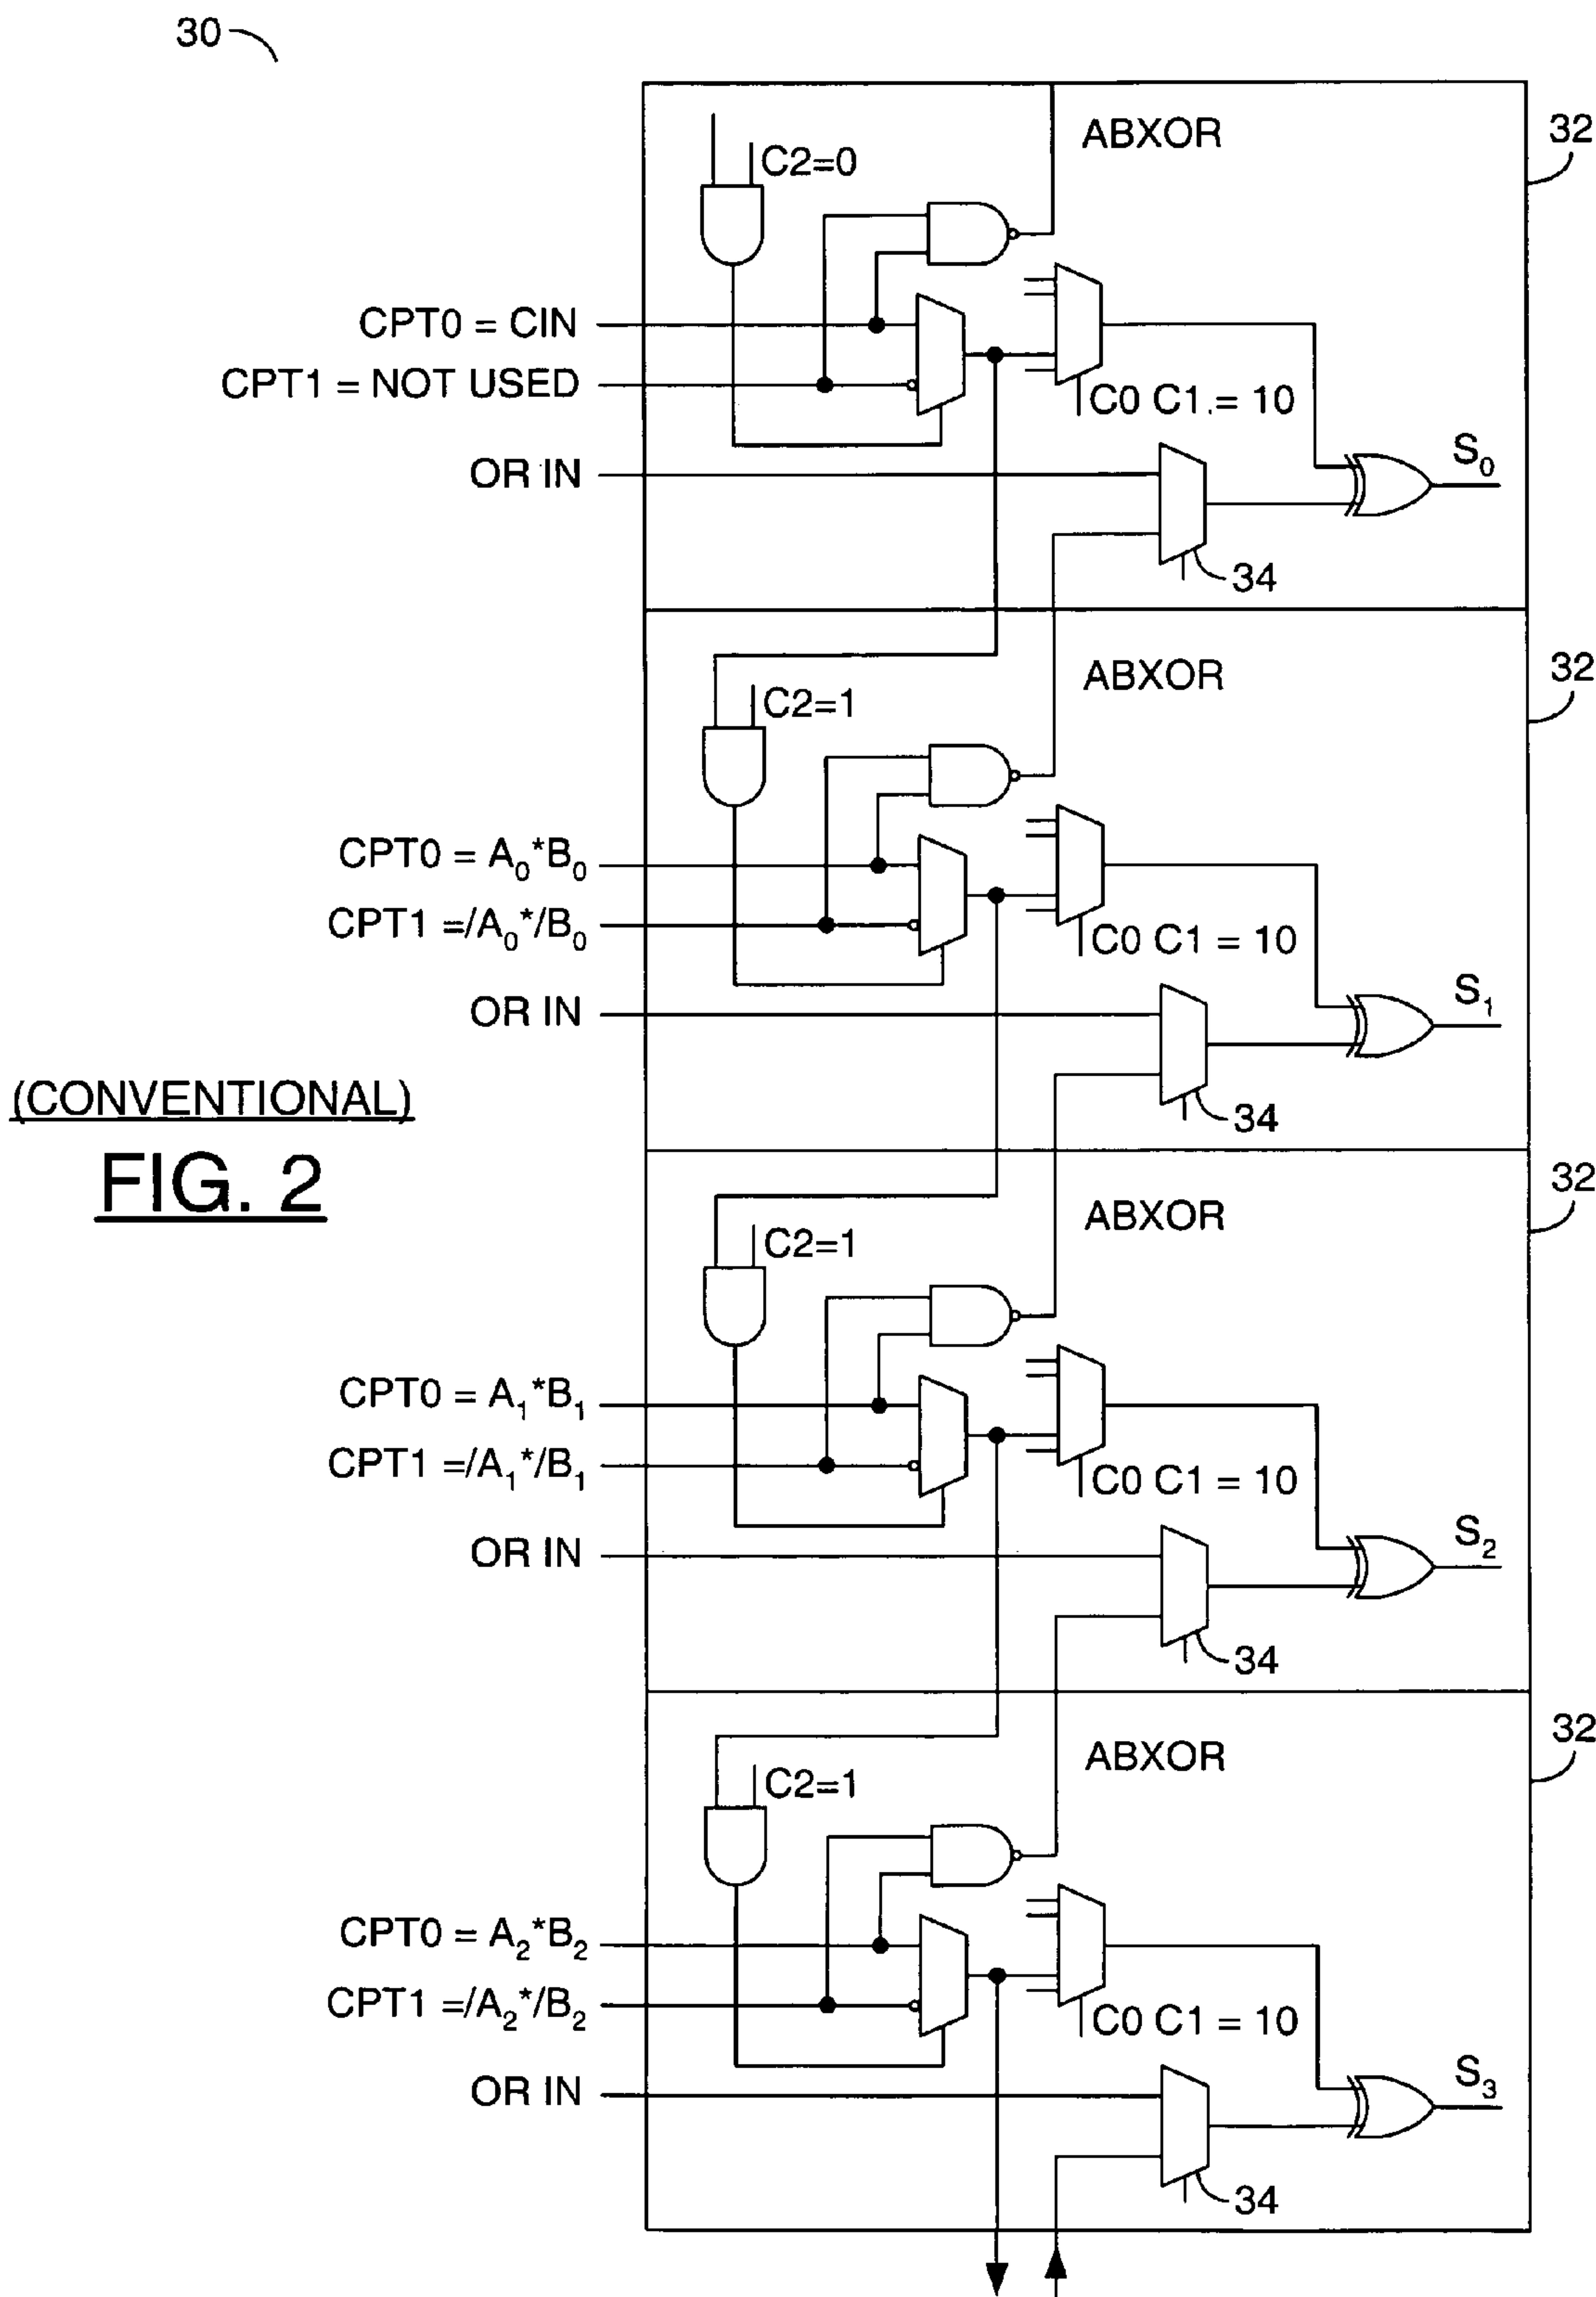 30
ABXOR
32
C2=0
CPT0 = CIN
CPT1 = NOT USED
C0 C1.= 10
OR IN
S0
34
ABXOR
32
C2=1
CPT0 = A0*B0
CPT1 =/A0*/B0
C0 C1 = 10
OR IN
S1
34
(CONVENTIONAL)
FIG. 2
ABXOR
32
C2=1
CPT0 = A1*B1
CPT1 =/A1*/B1
C0 C1 = 10
OR IN
S2
34
ABXOR
32
C2=1
CPT0 = A2*B2
CPT1 =/A2*/B2
C0 C1 = 10
OR IN
S3
34